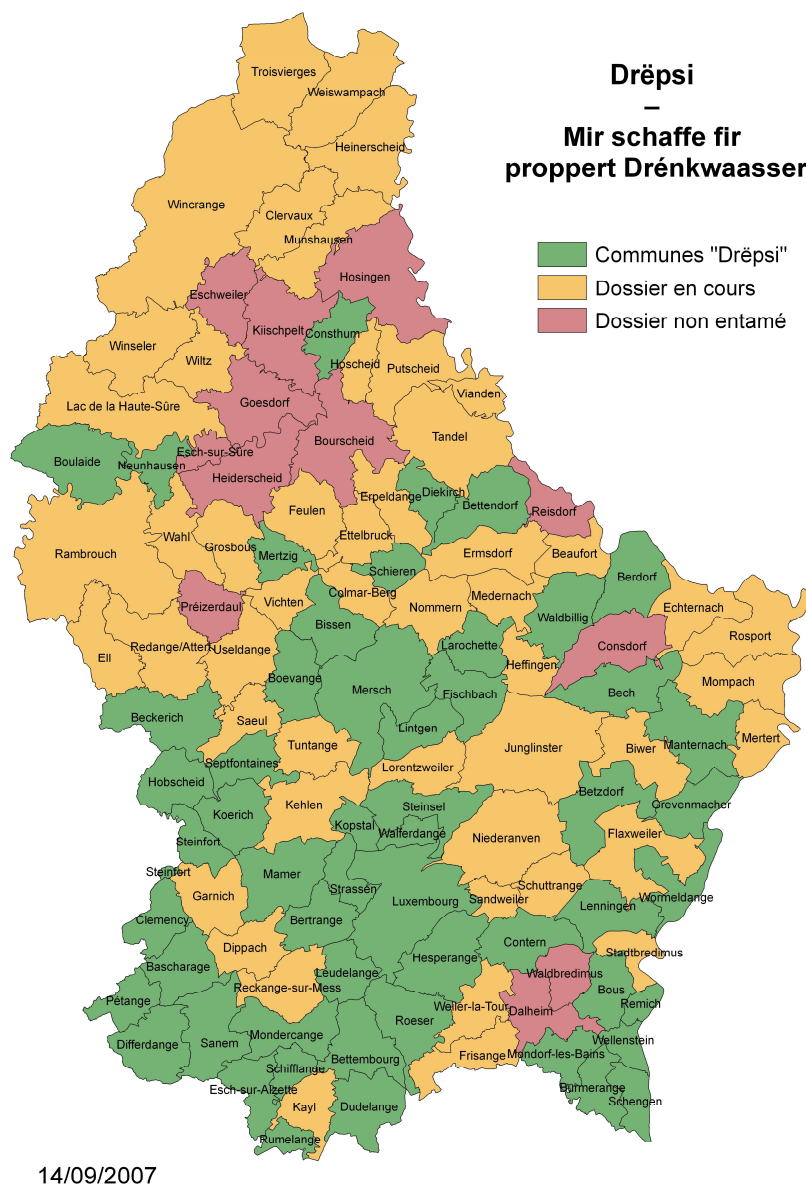 Drëpsi
–
Mir schaffe fir
proppert Drénkwaasser
Communes "Drëpsi"
Dossier en cours
Dossier non entamé
Troisvierges
Weiswampach
Heinerscheid
Wincrange
Clervaux
Munshausen
Hosingen
Eschweiler
Kiischpelt
Consthum
Winseler
Wiltz
Hoscheid
Putscheid
Vianden
Lac de la Haute-Sûre
Goesdorf
Bourscheid
Tandel
Boulaide
Neunhausen
Esch-sur-Sûre
Heiderscheid
Erpeldange
Diekirch
Bettendorf
Reisdorf
Feulen
Wahl
Grosbous
Ettelbruck
Mertzig
Rambrouch
Ermsdorf
Beaufort
Schieren
Berdorf
Colmar-Berg
Nommern
Medernach
Préizerdaul
Vichten
Bissen
Waldbillig
Echternach
Rosport
Ell
Redange/Attert
Useldange
Larochette
Heffingen
Consdorf
Boevange
Mersch
Fischbach
Bech
Mompach
Beckerich
Saeul
Lintgen
Tuntange
Junglinster
Biwer
Manternach
Mertert
Septfontaines
Lorentzweiler
Hobscheid
Koerich
Kehlen
Steinsel
Betzdorf
Grevenmacher
Kopstal
Walferdange
Niederanven
Flaxweiler
Steinfort
Steinfort
Mamer
Strassen
Garnich
Luxembourg
Sandweiler
Schuttrange
Lenningen
Wormeldange
Clemency
Bertrange
Dippach
Contern
Hesperange
Stadtbredimus
Bascharage
Leudelange
Waldbredimus
Reckange-sur-Mess
Bous
Pétange
Remich
Weiler-la-Tour
Dalheim
Roeser
Differdange
Sanem
Mondercange
Wellenstein
Bettembourg
Frisange
Mondorf-les-Bains
Schifflange
Esch-sur-Alzette
Burmerange
Schengen
Kayl
Dudelange
Rumelange
14/09/2007